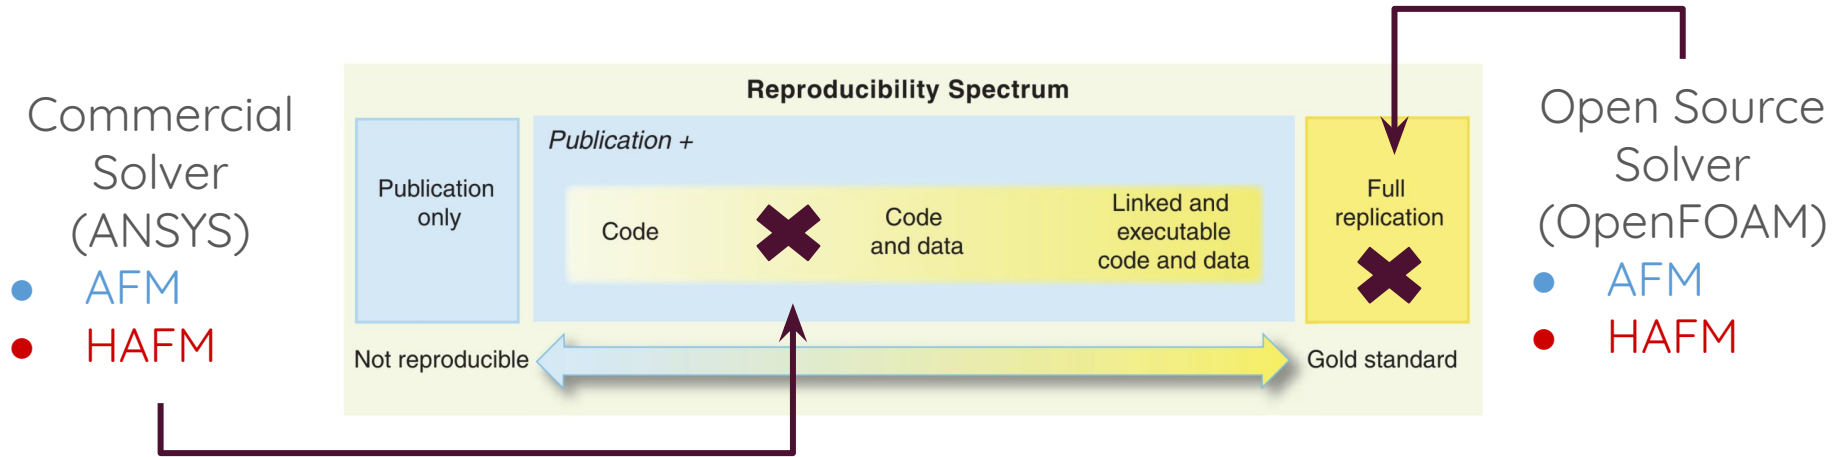 Commercial
Solver
(ANSYS)
● AFM
● HAFM
Reproducibility Spectrum
Publication
only
Publication +
Code
Code
and data
Linked and
executable
code and data
Full
replication
Not reproducible
Gold standard
Open Source
Solver
(OpenFOAM)
● AFM
● HAFM